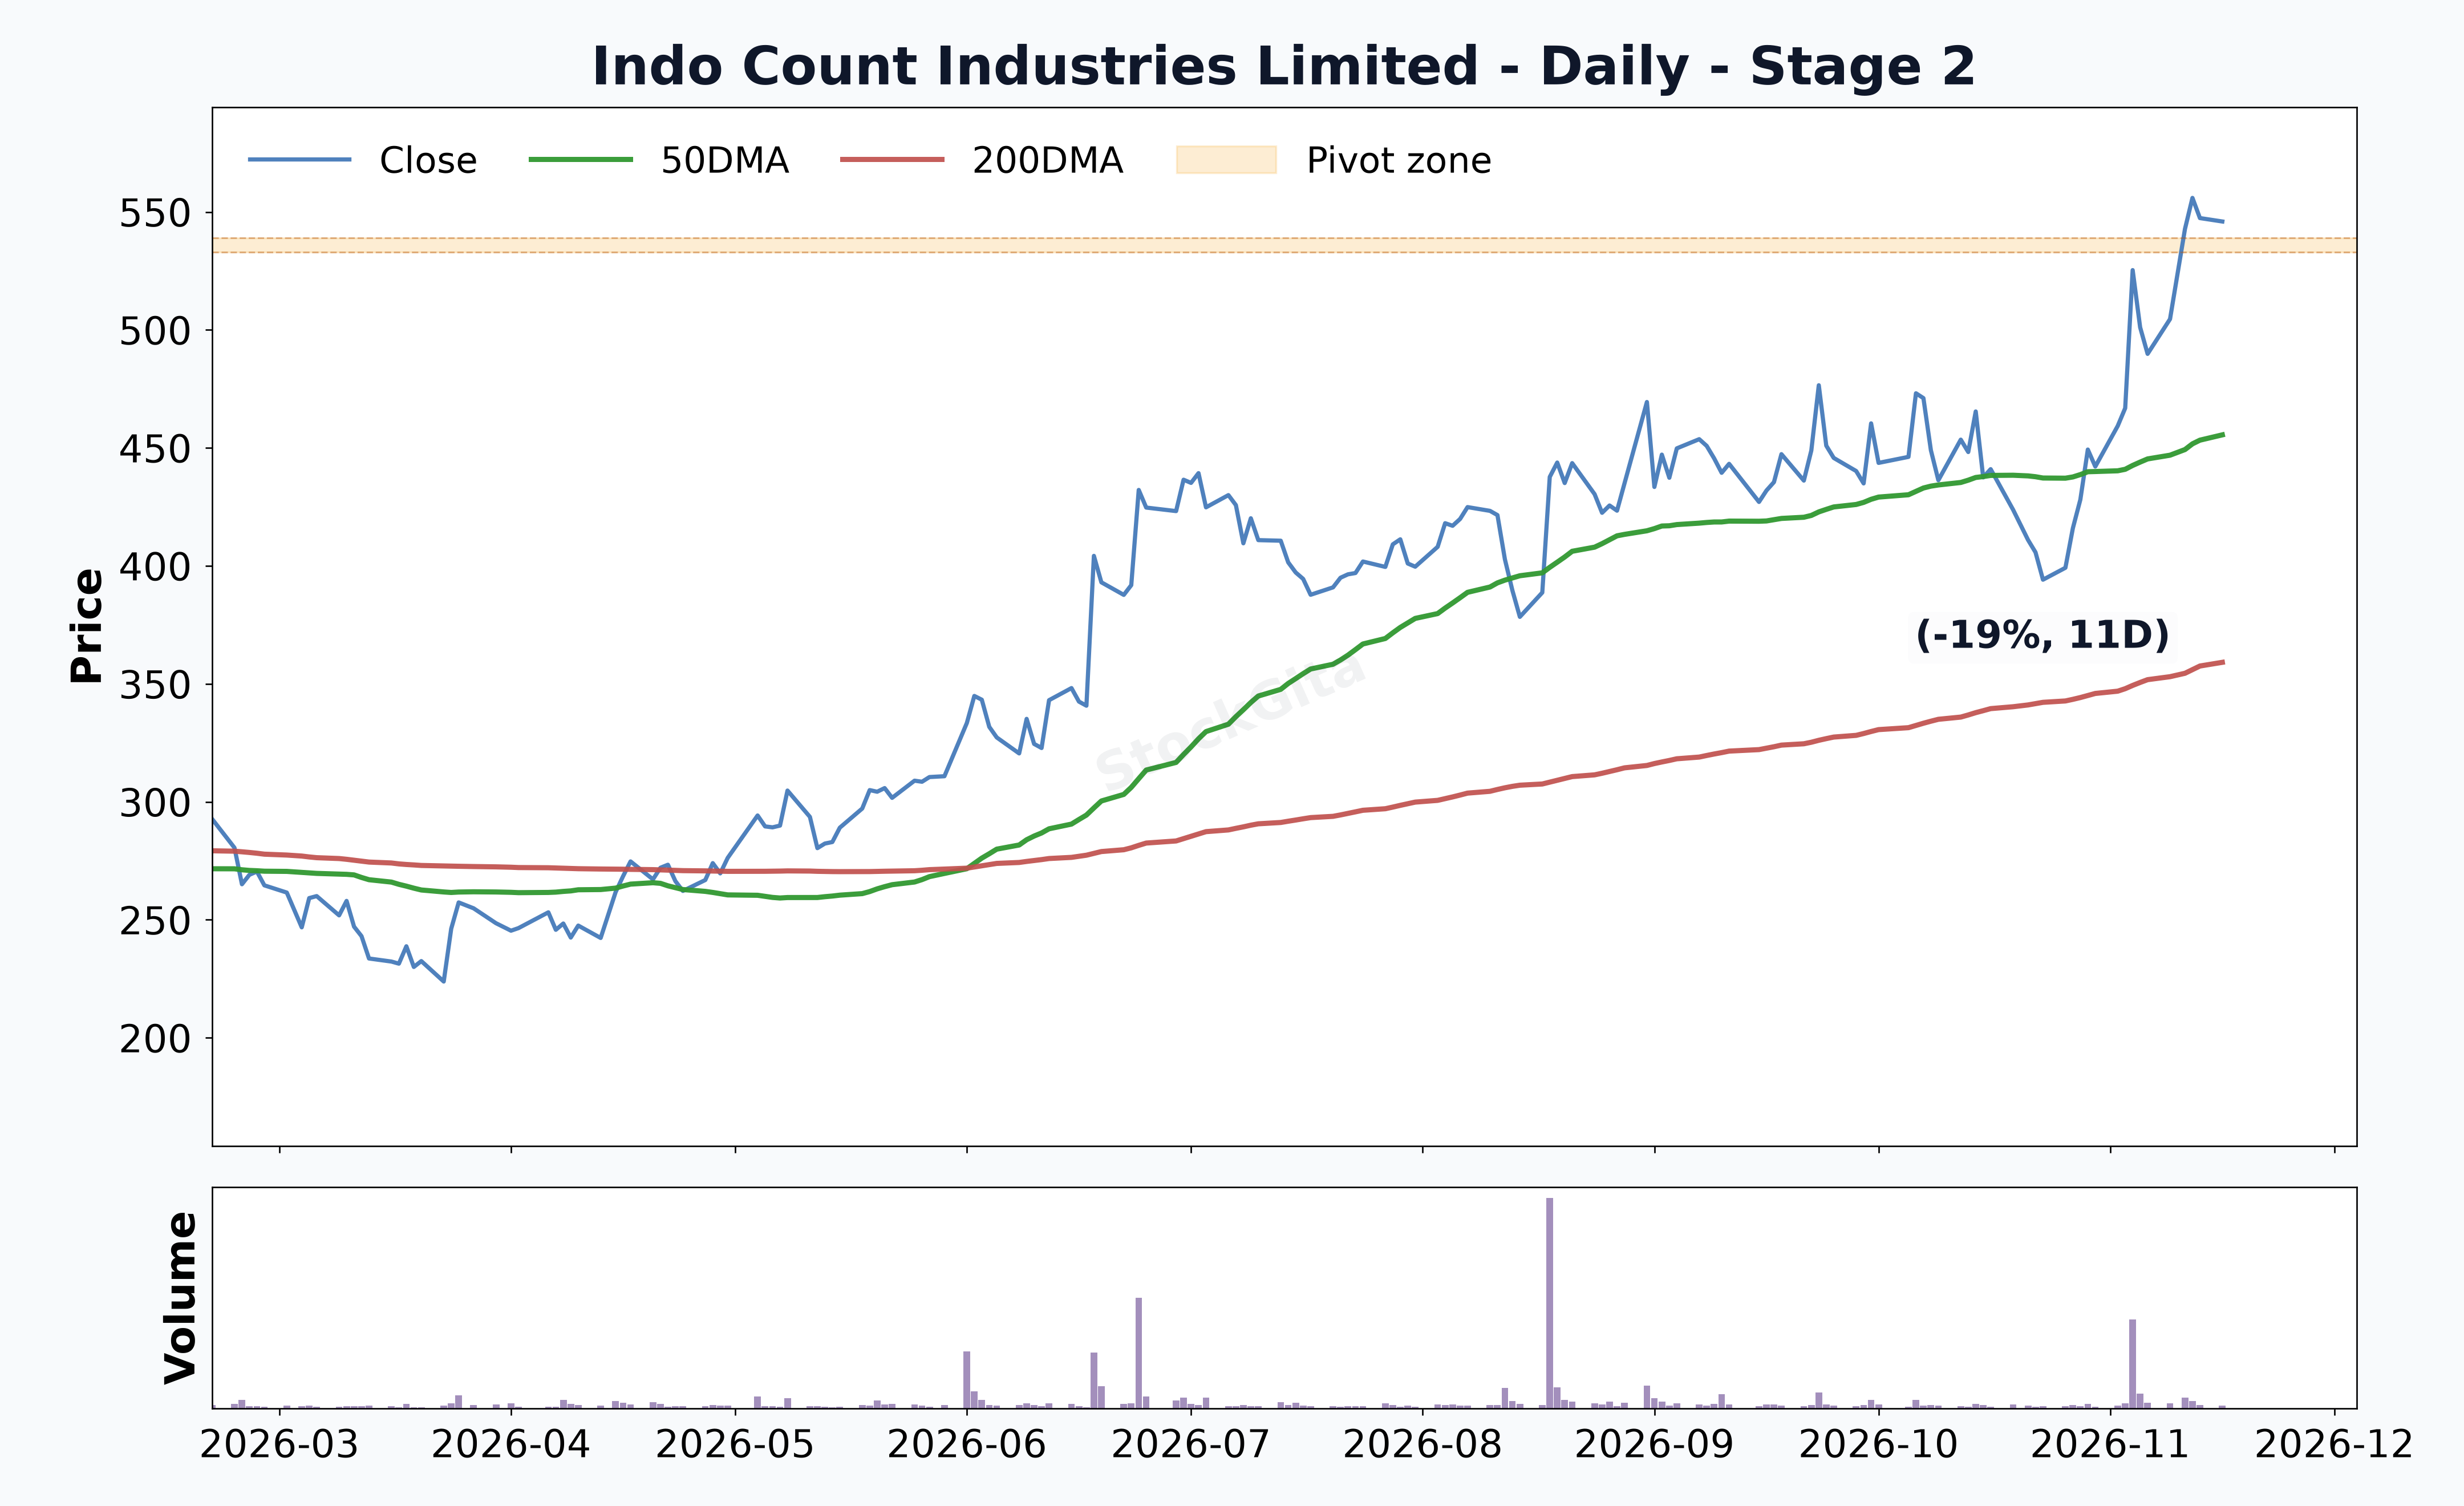 Indo Count Industries Limited - Daily - Stage 2
Close 50DMA 200DMA Pivot zone
550
500
450
400
350
300
250
200
Price
(-19%, 11D)
StockGita
Volume
2026-03 2026-04 2026-05 2026-06 2026-07 2026-08 2026-09 2026-10 2026-11 2026-12